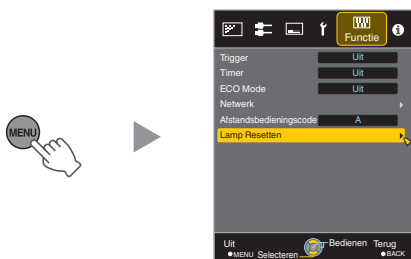 MENU
Functie
Trigger Uit
Timer Uit
ECO Mode Uit
Netwerk
Afstandsbedieningscode A
Lamp Resetten
Uit Bedienen Terug
MENU Selecteren BACK